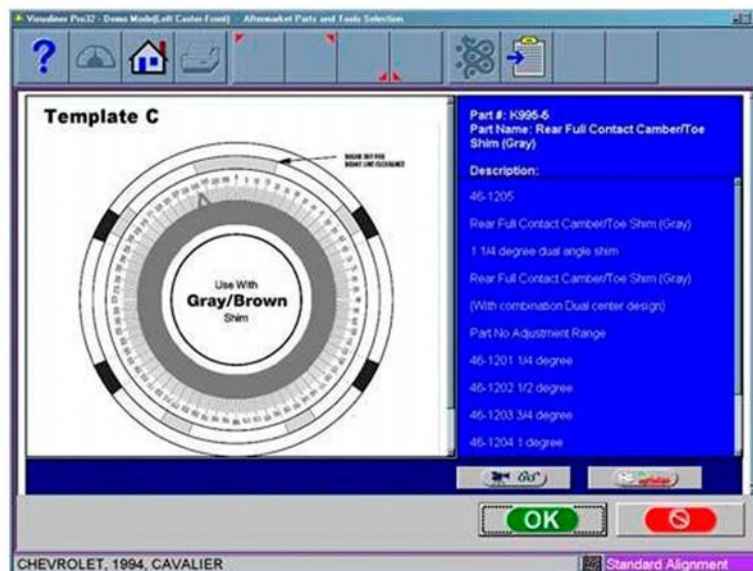 Visualiner Pro32 - Demo Mode(Left Caster-Front) - Aftermarket Parts and Tools Selection
Template C
Use With
Gray/Brown
Shim
Part #: K995-5
Part Name: Rear Full Contact Camber/Toe
Shim (Gray)
Description:
46-1205
Rear Full Contact Camber/Toe Shim (Gray)
1 1/4 degree dual angle shim
Rear Full Contact Camber/Toe Shim (Gray)
(With combination Dual center design)
Part No Adjustment Range
46-1201 1/4 degree
46-1202 1/2 degree
46-1203 3/4 degree
46-1204 1 degree
OK
CHEVROLET, 1994, CAVALIER
Standard Alignment